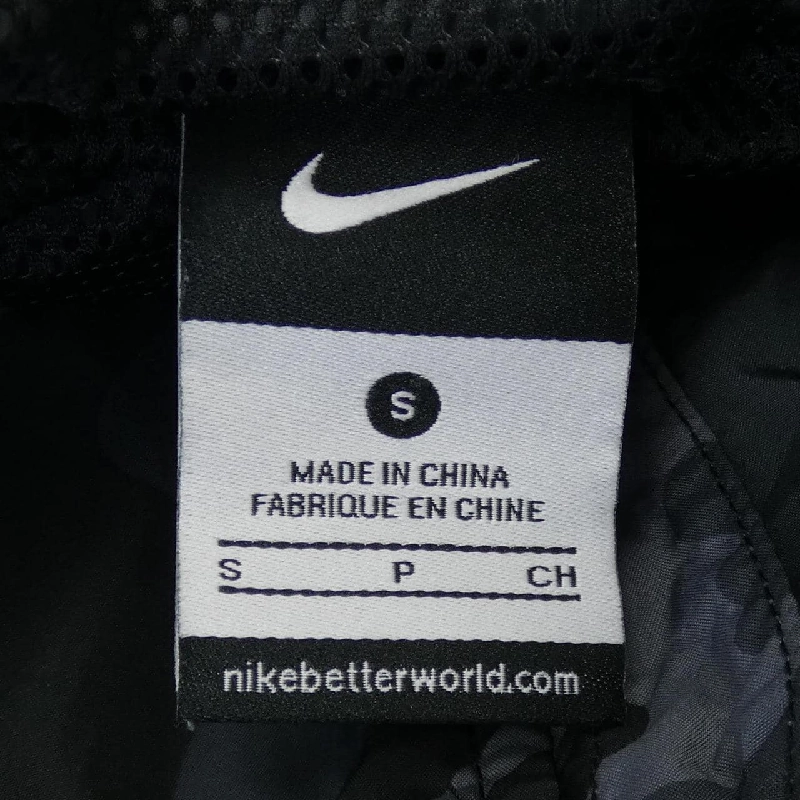 S
MADE IN CHINA
FABRIQUE EN CHINE
S P CH
nikebetterworld.com